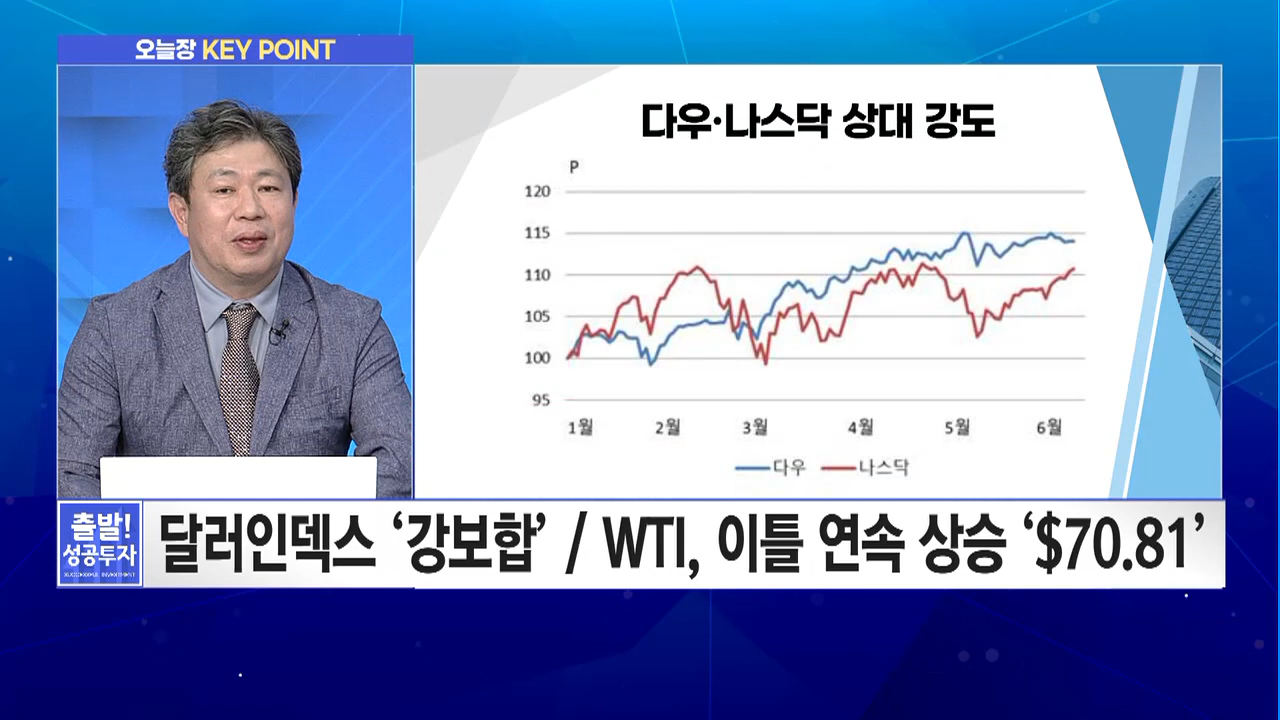 오늘장 KEY POINT
다우·나스닥 상대 강도
P
120
115
110
105
100
95
1월 2월 3월 4월 5월 6월
다우 나스닥
출발!
성공투자
SUCCESSFUL INVESTMENT
달러인덱스 ‘강보합’ / WTI, 이틀 연속 상승 ‘$70.81’